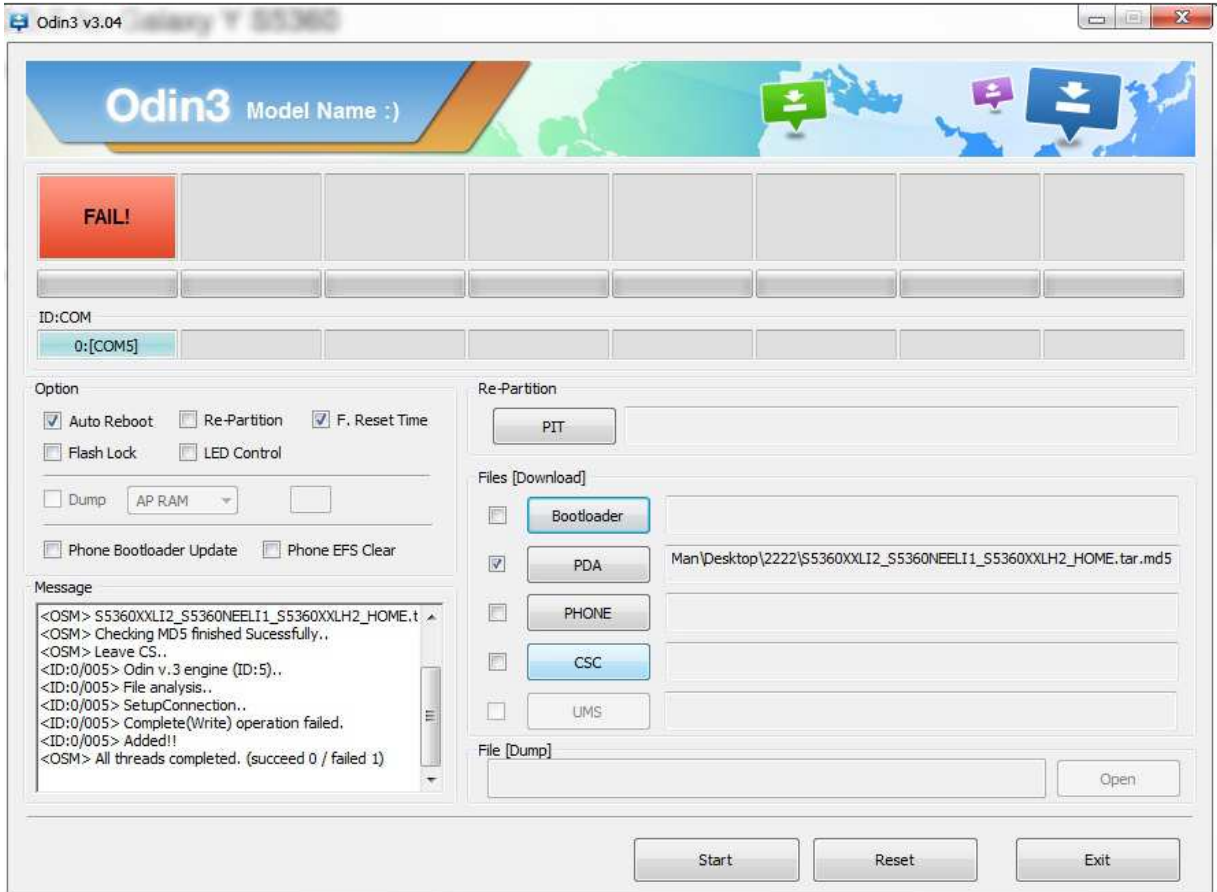 Odin3 v3.04
Galaxy Y S5360
Odin3 Model Name :)
FAIL!
ID:COM
0:[COM5]
Option
Auto Reboot Re-Partition F. Reset Time
Flash Lock LED Control
Dump AP RAM
Phone Bootloader Update Phone EFS Clear
Message
<OSM> S5360XXLI2_S5360NEELI1_S5360XXLH2_HOME.t
<OSM> Checking MD5 finished Sucessfully..
<OSM> Leave CS..
<ID:0/005> Odin v.3 engine (ID:5)..
<ID:0/005> File analysis..
<ID:0/005> SetupConnection..
<ID:0/005> Complete(Write) operation failed.
<ID:0/005> Added!!
<OSM> All threads completed. (succeed 0 / failed 1)
Re-Partition
PIT
Files [Download]
Bootloader
PDA Man\Desktop\2222\S5360XXLI2_S5360NEELI1_S5360XXLH2_HOME.tar.md5
PHONE
CSC
UMS
File [Dump]
Open
Start Reset Exit